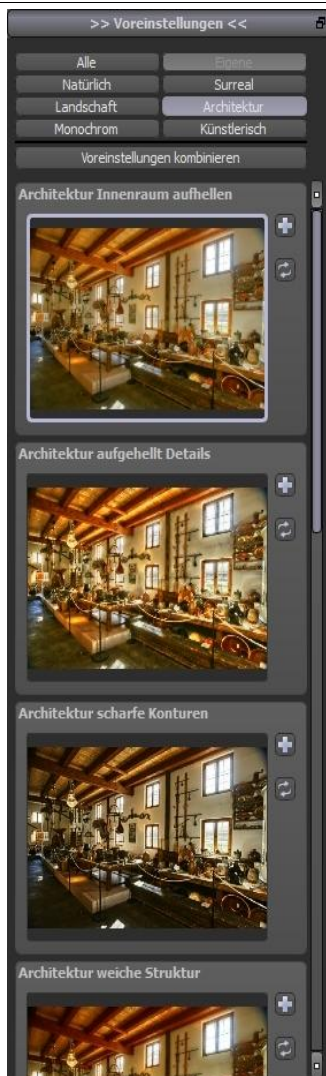 >> Voreinstellungen <<
Alle Eigene
Natürlich Surreal
Landschaft Architektur
Monochrom Künstlerisch
Voreinstellungen kombinieren
Architektur Innenraum aufhellen
Architektur aufgehellt Details
Architektur scharfe Konturen
Architektur weiche Struktur